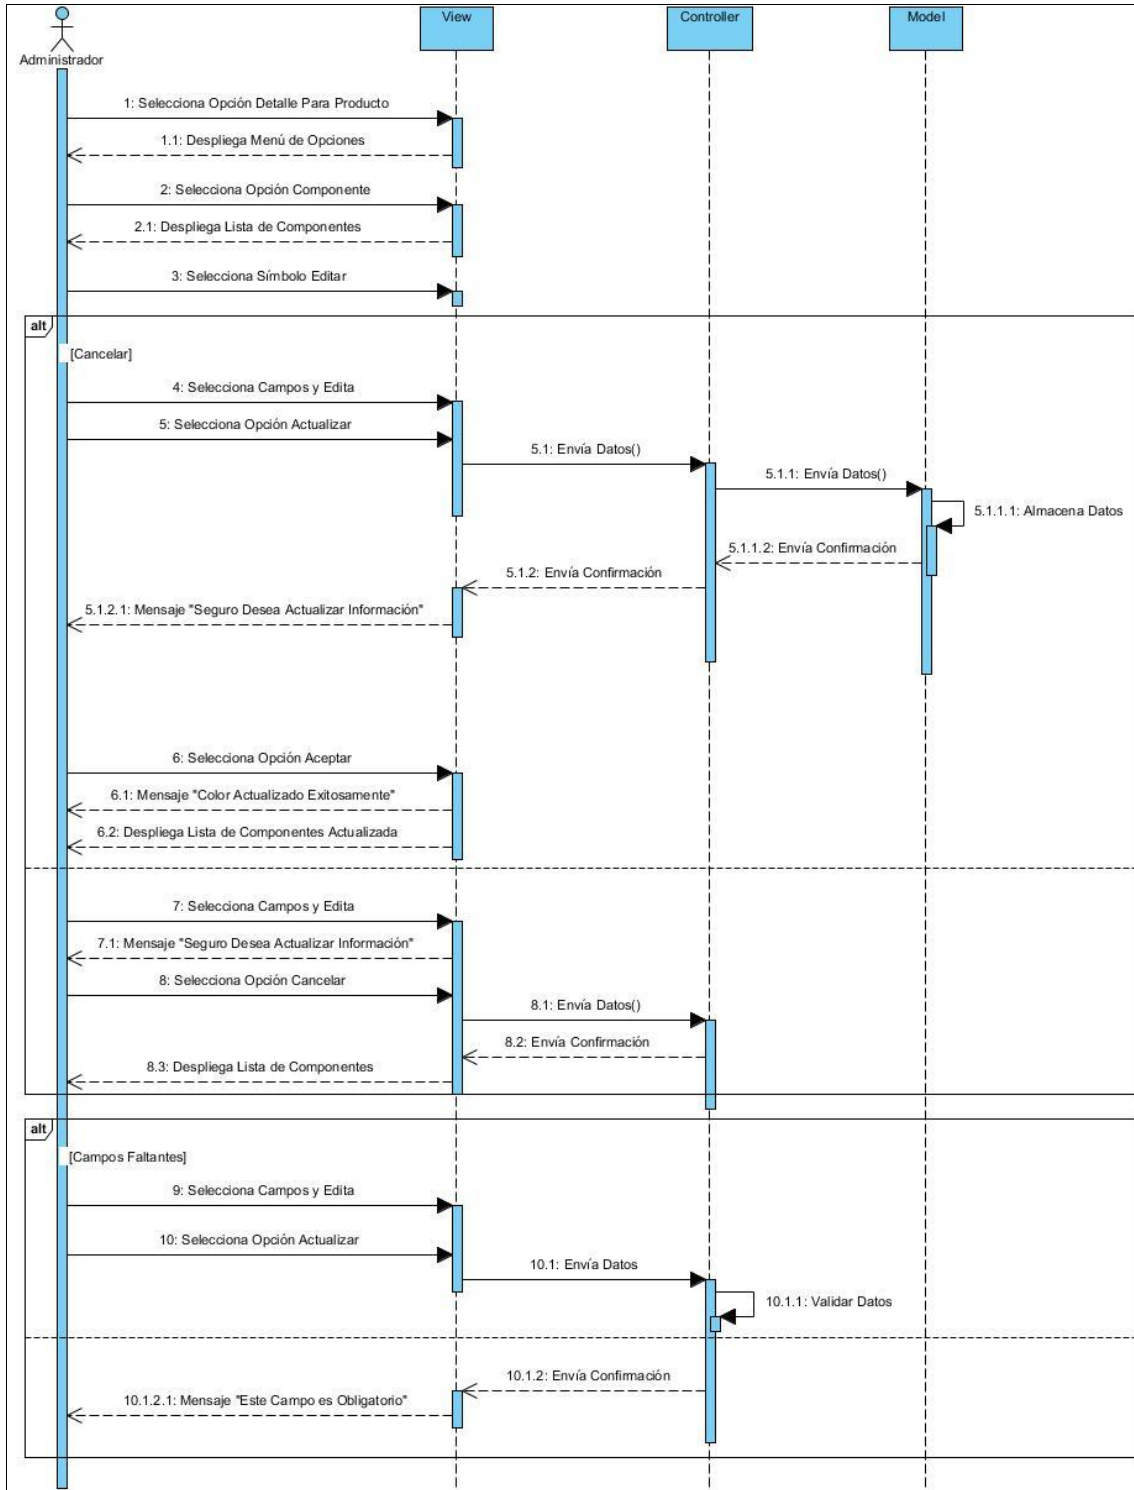 View
Controller
Model
Administrador
1: Selecciona Opción Detalle Para Producto
1.1: Despliega Menú de Opciones
2: Selecciona Opción Componente
2.1: Despliega Lista de Componentes
3: Selecciona Símbolo Editar
alt
[Cancelar]
4: Selecciona Campos y Edita
5: Selecciona Opción Actualizar
5.1: Envía Datos()
5.1.1: Envía Datos()
5.1.1.1: Almacena Datos
5.1.1.2: Envía Confirmación
5.1.2: Envía Confirmación
5.1.2.1: Mensaje "Seguro Desea Actualizar Información"
6: Selecciona Opción Aceptar
6.1: Mensaje "Color Actualizado Exitosamente"
6.2: Despliega Lista de Componentes Actualizada
7: Selecciona Campos y Edita
7.1: Mensaje "Seguro Desea Actualizar Información"
8: Selecciona Opción Cancelar
8.1: Envía Datos()
8.2: Envía Confirmación
8.3: Despliega Lista de Componentes
alt
[Campos Faltantes]
9: Selecciona Campos y Edita
10: Selecciona Opción Actualizar
10.1: Envía Datos
10.1.1: Validar Datos
10.1.2: Envía Confirmación
10.1.2.1: Mensaje "Este Campo es Obligatorio"